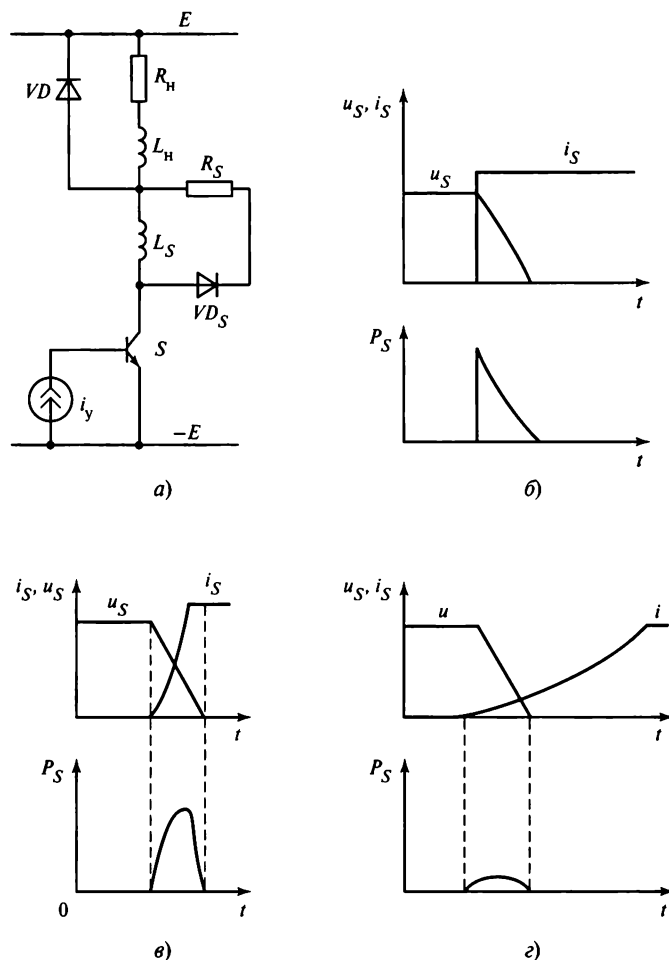 E
VD
R_н
L_н
R_S
L_S
VD_S
S
i_у
−E
а)
u_S, i_S
i_S
u_S
t
P_S
t
б)
i_S, u_S
i_S
u_S
t
P_S
0
t
в)
u_S, i_S
u
i
t
P_S
t
г)